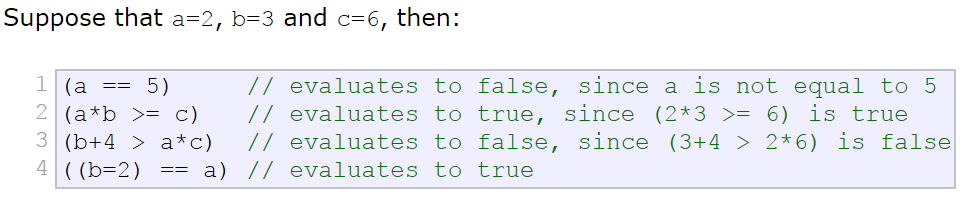 Suppose that a=2, b=3 and c=6, then:
1 (a == 5)     // evaluates to false, since a is not equal to 5
2 (a*b >= c)   // evaluates to true, since (2*3 >= 6) is true
3 (b+4 > a*c)  // evaluates to false, since (3+4 > 2*6) is false
4 ((b=2) == a) // evaluates to true